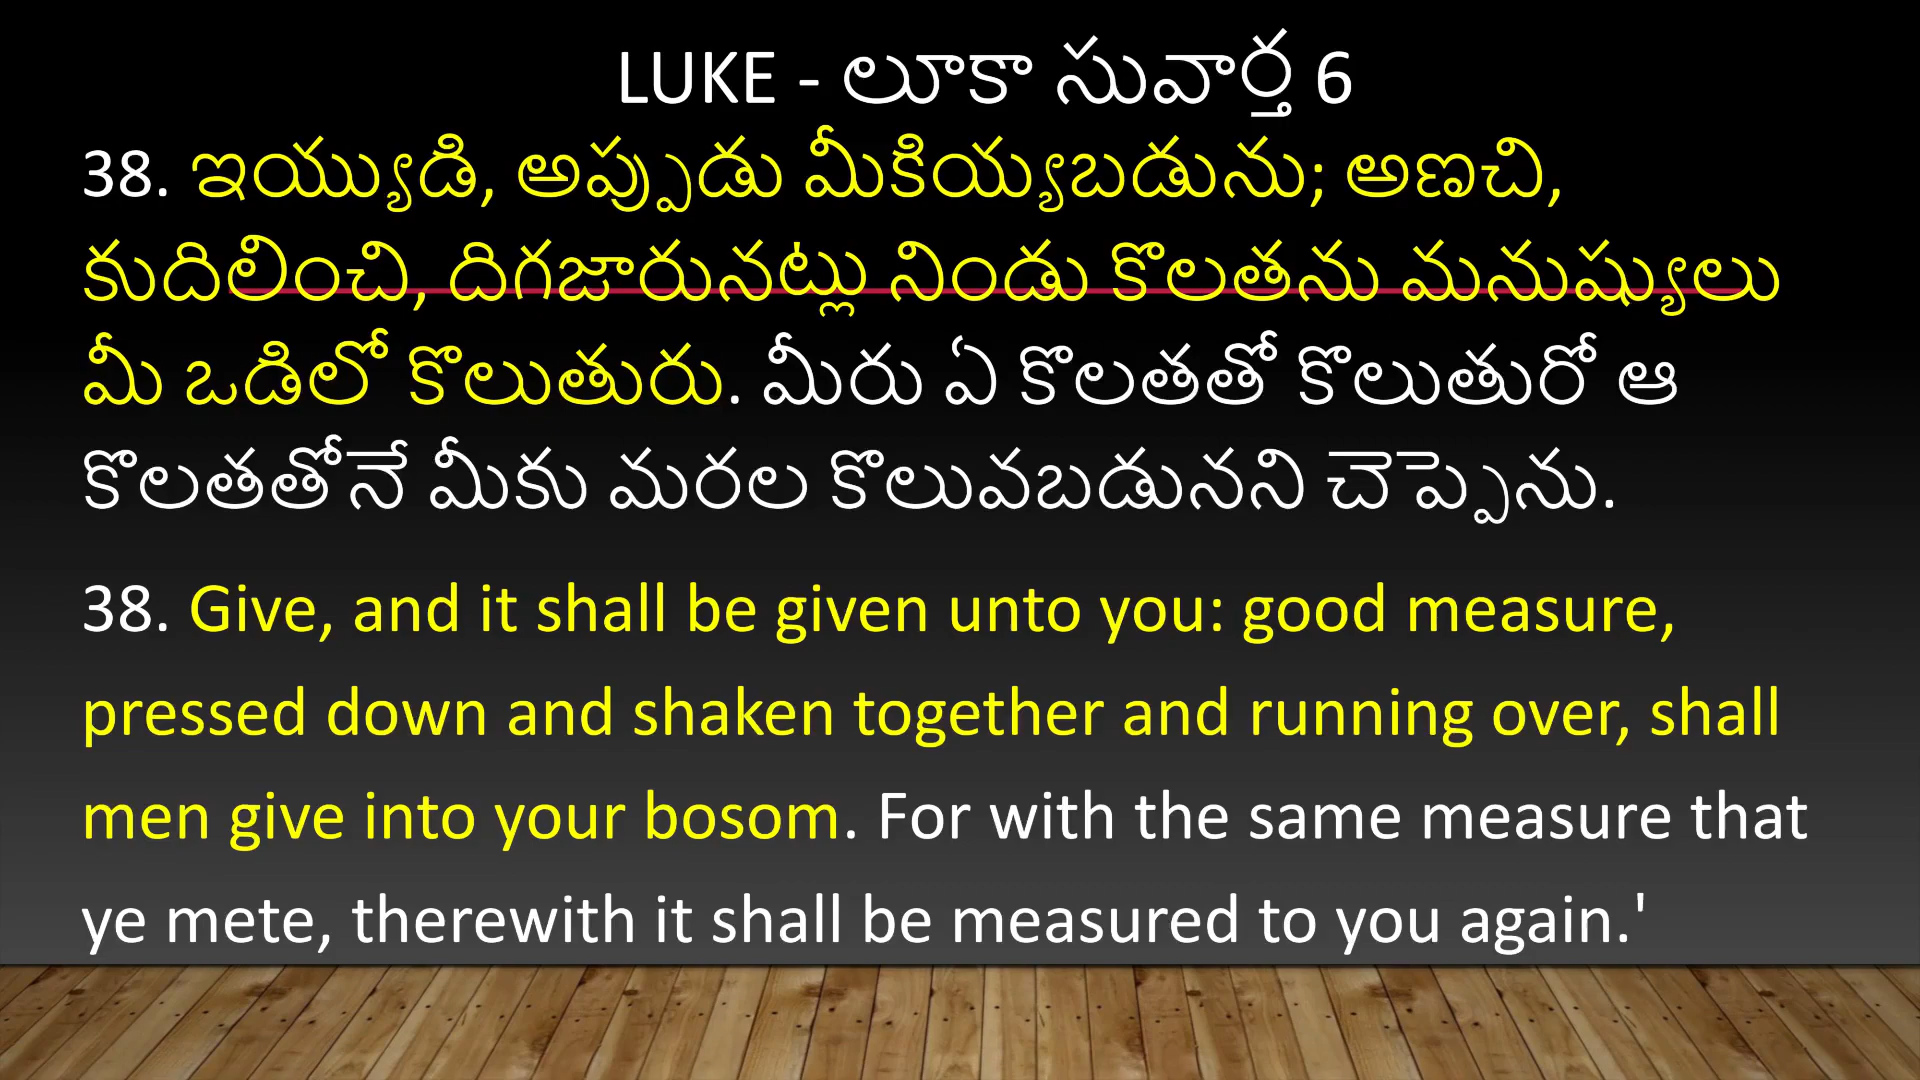 LUKE - లూకా సువార్త 6
38. ఇయ్యుడి, అప్పుడు మీకియ్యబడును; అణచి,
కుదిలించి, దిగజారునట్లు నిండు కొలతను మనుష్యులు
మీ ఒడిలో కొలుతురు. మీరు ఏ కొలతతో కొలుతురో ఆ
కొలతతోనే మీకు మరల కొలువబడునని చెప్పెను.
38. Give, and it shall be given unto you: good measure,
pressed down and shaken together and running over, shall
men give into your bosom. For with the same measure that
ye mete, therewith it shall be measured to you again.'